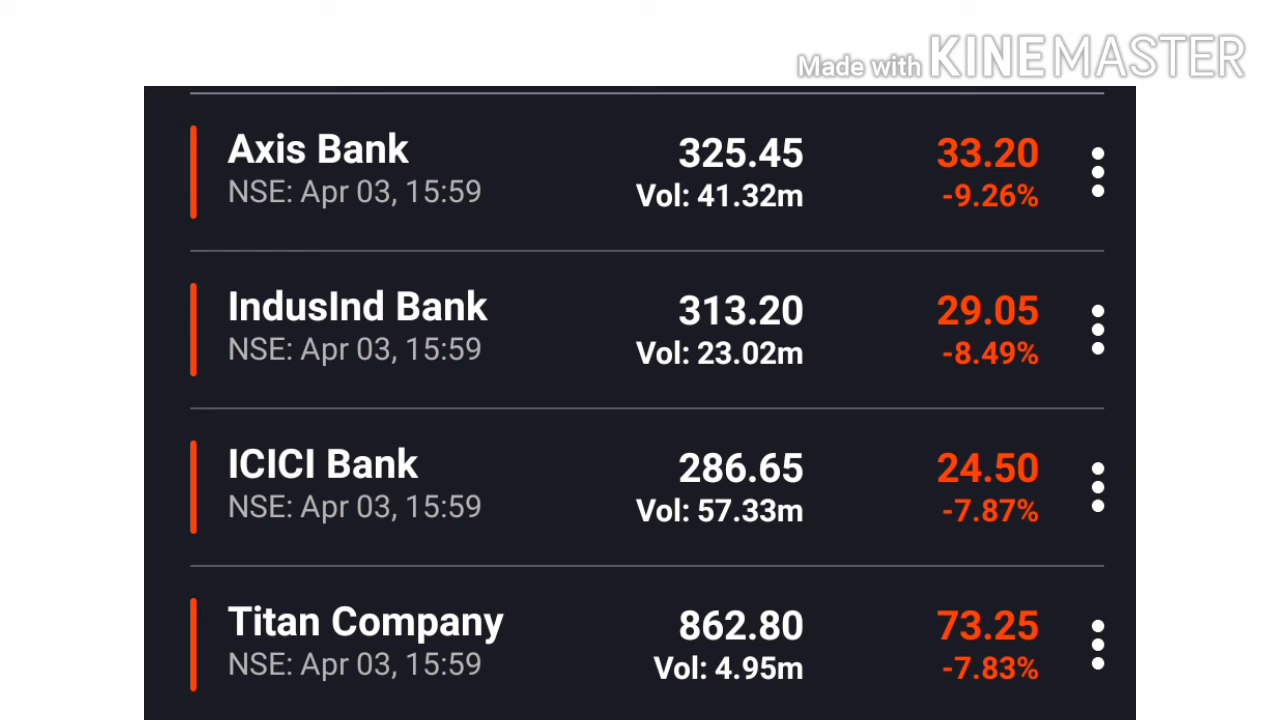 Made with KINEMASTER
Axis Bank 325.45 33.20
NSE: Apr 03, 15:59 Vol: 41.32m -9.26%
IndusInd Bank 313.20 29.05
NSE: Apr 03, 15:59 Vol: 23.02m -8.49%
ICICI Bank 286.65 24.50
NSE: Apr 03, 15:59 Vol: 57.33m -7.87%
Titan Company 862.80 73.25
NSE: Apr 03, 15:59 Vol: 4.95m -7.83%